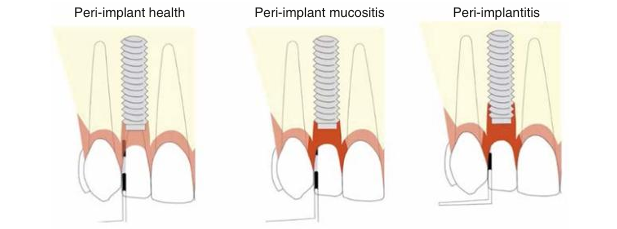 Peri-implant health
Peri-implant mucositis
Peri-implantitis